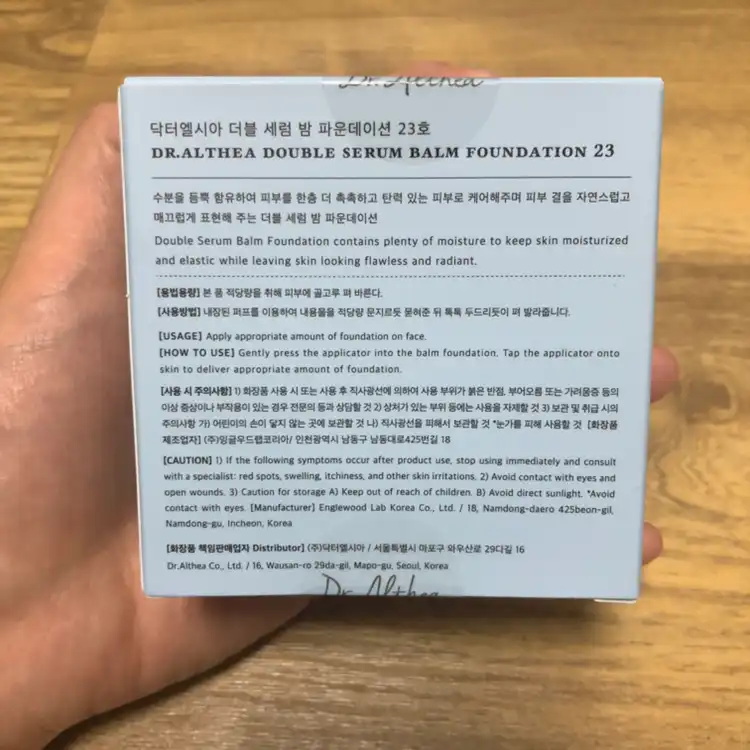 Dr.Althea
닥터엘시아 더블 세럼 밤 파운데이션 23호
DR.ALTHEA DOUBLE SERUM BALM FOUNDATION 23
수분을 듬뿍 함유하여 피부를 한층 더 촉촉하고 탄력 있는 피부로 케어해주며 피부 결을 자연스럽고
매끄럽게 표현해 주는 더블 세럼 밤 파운데이션
Double Serum Balm Foundation contains plenty of moisture to keep skin moisturized
and elastic while leaving skin looking flawless and radiant.
[용법용량] 본 품 적당량을 취해 피부에 골고루 펴 바른다.
[사용방법] 내장된 퍼프를 이용하여 내용물을 적당량 문지르듯 묻혀준 뒤 톡톡 두드리듯이 펴 발라줍니다.
[USAGE] Apply appropriate amount of foundation on face.
[HOW TO USE] Gently press the applicator into the balm foundation. Tap the applicator onto
skin to deliver appropriate amount of foundation.
[사용 시 주의사항] 1) 화장품 사용 시 또는 사용 후 직사광선에 의하여 사용 부위가 붉은 반점, 부어오름 또는 가려움증 등의
이상 증상이나 부작용이 있는 경우 전문의 등과 상담할 것 2) 상처가 있는 부위 등에는 사용을 자제할 것 3) 보관 및 취급 시의
주의사항 가) 어린이의 손이 닿지 않는 곳에 보관할 것 나) 직사광선을 피해서 보관할 것 *눈가를 피해 사용할 것 [화장품
제조업자] (주)잉글우드랩코리아/ 인천광역시 남동구 남동대로425번길 18
[CAUTION] 1) If the following symptoms occur after product use, stop using immediately and consult
with a specialist: red spots, swelling, itchiness, and other skin irritations. 2) Avoid contact with eyes and
open wounds. 3) Caution for storage A) Keep out of reach of children. B) Avoid direct sunlight. *Avoid
contact with eyes. [Manufacturer] Englewood Lab Korea Co., Ltd. / 18, Namdong-daero 425beon-gil,
Namdong-gu, Incheon, Korea
[화장품 책임판매업자 Distributor] (주)닥터엘시아 / 서울특별시 마포구 와우산로 29다길 16
Dr.Althea Co., Ltd. / 16, Wausan-ro 29da-gil, Mapo-gu, Seoul, Korea
Dr.Althea